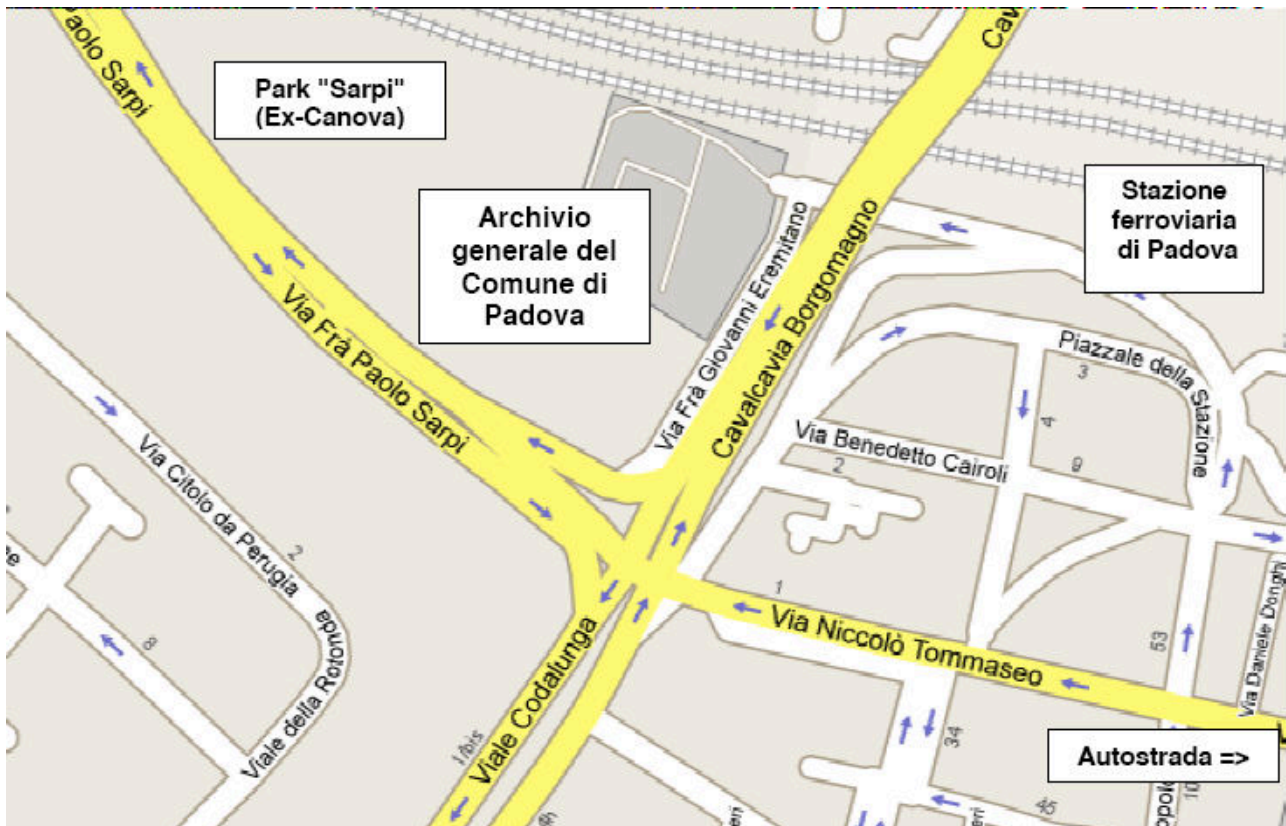 Paolo Sarpi
Park "Sarpi"
(Ex-Canova)
Archivio
generale del
Comune di
Padova
Stazione
ferroviaria
di Padova
Via Frà Giovanni Eremitano
Cavalcavia Borgomagno
Via Frà Paolo Sarpi
Piazzale della Stazione
3
4
Via Benedetto Cairoli
2
9
Via Citolo da Perugia
2
Viale della Rotonda
8
1
Via Niccolò Tommaseo
53
Via Daniele Donghi
Viale Codalunga
1/bis
34
Autostrada =>
45